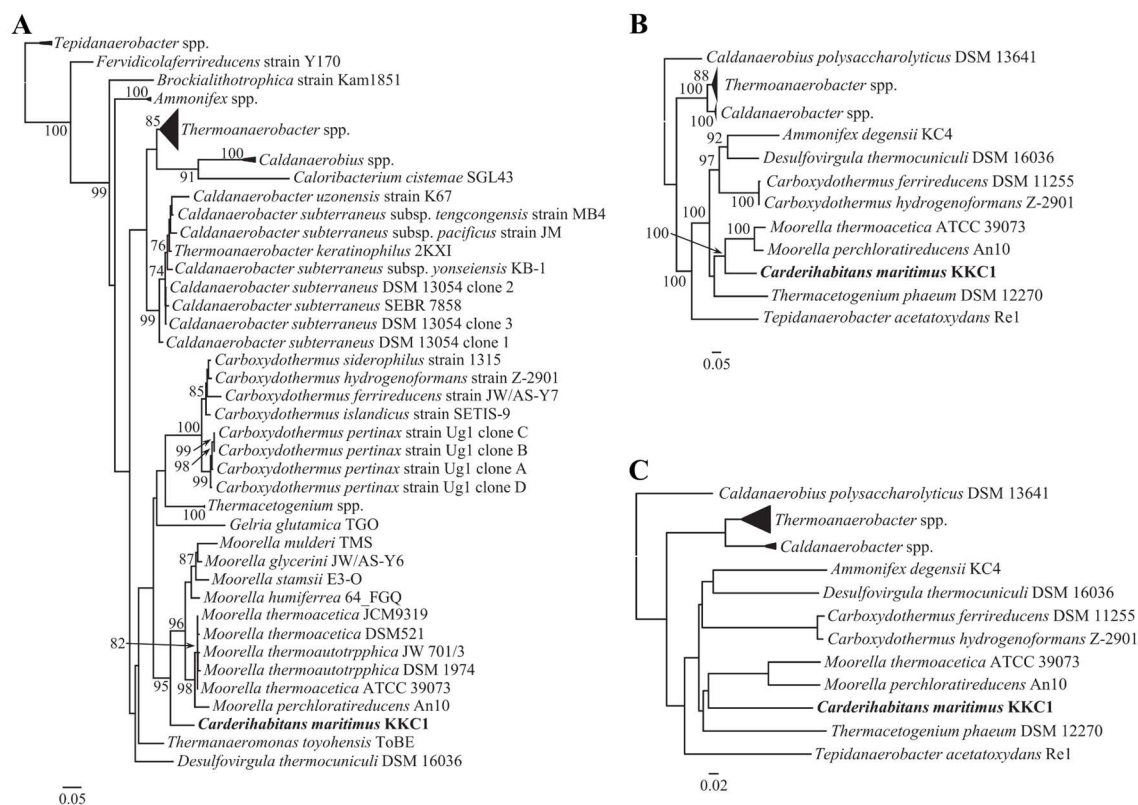 A
Tepidanaerobacter spp.
Fervidicolaferrireducens strain Y170
Brockialithotrophica strain Kam1851
100
Ammonifex spp.
100
85
Thermoanaerobacter spp.
99
100
Caldanaerobius spp.
91
Caloribacterium cisternae SGL43
Caldanaerobacter uzonensis strain K67
Caldanaerobacter subterraneus subsp. tengcongensis strain MB4
Caldanaerobacter subterraneus subsp. pacificus strain JM
76
Thermoanaerobacter keratinophilus 2KXI
74
Caldanaerobacter subterraneus subsp. yonseiensis KB-1
Caldanaerobacter subterraneus DSM 13054 clone 2
Caldanaerobacter subterraneus SEBR 7858
99
Caldanaerobacter subterraneus DSM 13054 clone 3
Caldanaerobacter subterraneus DSM 13054 clone 1
Carboxydothermus siderophilus strain 1315
Carboxydothermus hydrogenoformans strain Z-2901
85
Carboxydothermus ferrireducens strain JW/AS-Y7
Carboxydothermus islandicus strain SETIS-9
100
Carboxydothermus pertinax strain Ug1 clone C
99
Carboxydothermus pertinax strain Ug1 clone B
98
Carboxydothermus pertinax strain Ug1 clone A
99
Carboxydothermus pertinax strain Ug1 clone D
Thermacetogenium spp.
100
Gelria glutamica TGO
Moorella mulderi TMS
87
Moorella glycerini JW/AS-Y6
Moorella stamsii E3-O
Moorella humiferrea 64_FGQ
Moorella thermoacetica JCM9319
96
Moorella thermoacetica DSM521
82
Moorella thermoautotrpphica JW 701/3
Moorella thermoautotrpphica DSM 1974
95
98
Moorella thermoacetica ATCC 39073
Moorella perchloratireducens An10
Carderihabitans maritimus KKC1
Thermanaeromonas toyohensis ToBE
Desulfovirgula thermocuniculi DSM 16036
0.05
B
Caldanaerobius polysaccharolyticus DSM 13641
88
Thermoanaerobacter spp.
100
Caldanaerobacter spp.
100
92
Ammonifex degensii KC4
97
Desulfovirgula thermocuniculi DSM 16036
Carboxydothermus ferrireducens DSM 11255
100
Carboxydothermus hydrogenoformans Z-2901
100
Moorella thermoacetica ATCC 39073
100
100
Moorella perchloratireducens An10
Carderihabitans maritimus KKC1
100
Thermacetogenium phaeum DSM 12270
Tepidanaerobacter acetatoxydans Re1
0.05
C
Caldanaerobius polysaccharolyticus DSM 13641
Thermoanaerobacter spp.
Caldanaerobacter spp.
Ammonifex degensii KC4
Desulfovirgula thermocuniculi DSM 16036
Carboxydothermus ferrireducens DSM 11255
Carboxydothermus hydrogenoformans Z-2901
Moorella thermoacetica ATCC 39073
Moorella perchloratireducens An10
Carderihabitans maritimus KKC1
Thermacetogenium phaeum DSM 12270
Tepidanaerobacter acetatoxydans Re1
0.02